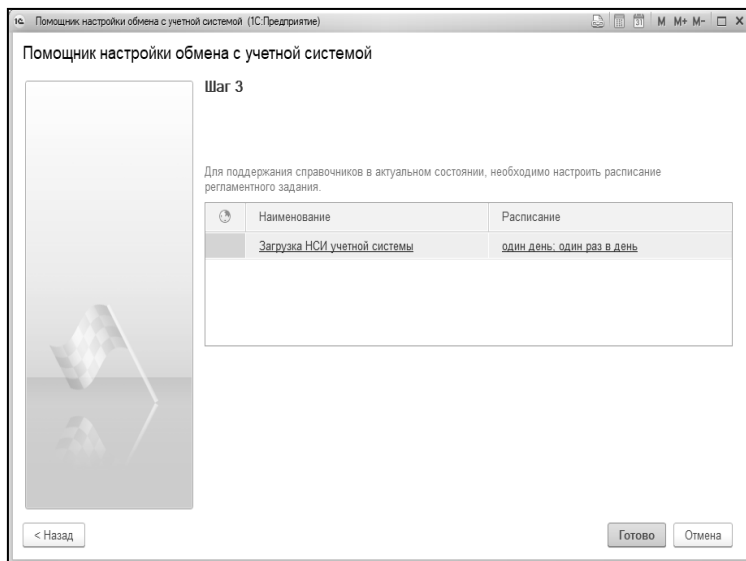 1С Помощник настройки обмена с учетной системой (1С:Предприятие) 31 M M+ M-
Помощник настройки обмена с учетной системой
Шаг 3
Для поддержания справочников в актуальном состоянии, необходимо настроить расписание
регламентного задания.
Наименование Расписание
Загрузка НСИ учетной системы один день; один раз в день
< Назад Готово Отмена